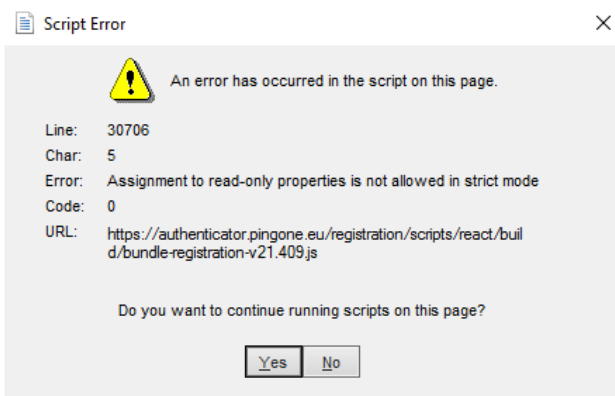 Script Error
An error has occurred in the script on this page.
Line: 30706
Char: 5
Error: Assignment to read-only properties is not allowed in strict mode
Code: 0
URL: https://authenticator.pingone.eu/registration/scripts/react/buil
d/bundle-registration-v21.409.js
Do you want to continue running scripts on this page?
Yes No